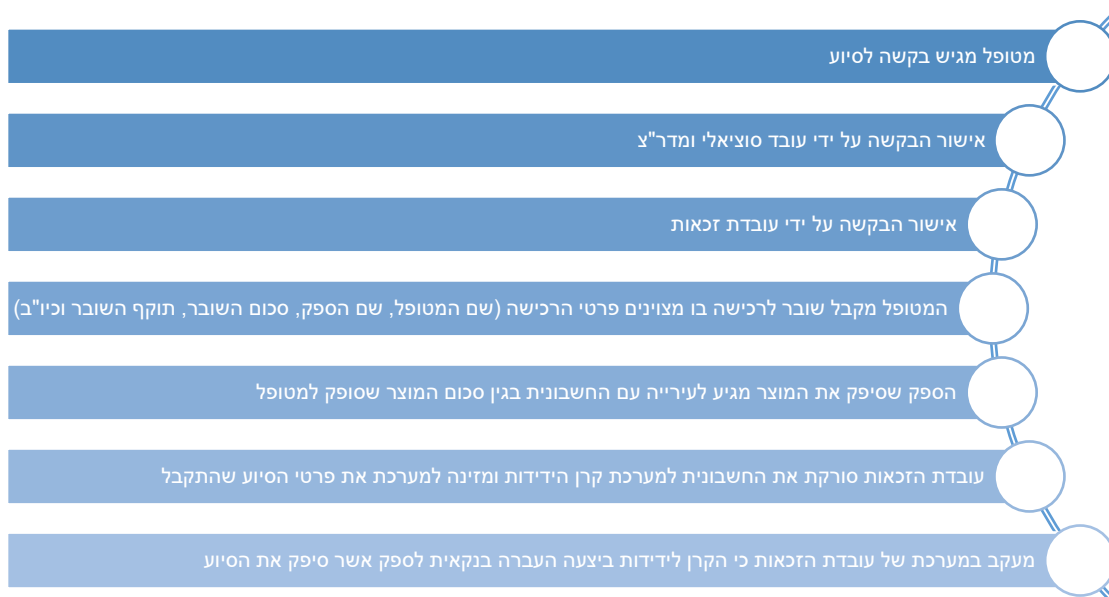 מטופל מגיש בקשה לסיוע
אישור הבקשה על ידי עובד סוציאלי ומדר"צ
אישור הבקשה על ידי עובדת זכאות
המטופל מקבל שובר לרכישה בו מצוינים פרטי הרכישה (שם המטופל, שם הספק, סכום השובר, תוקף השובר וכיו"ב)
הספק שסיפק את המוצר מגיע לעירייה עם החשבונית בגין סכום המוצר שסופק למטופל
עובדת הזכאות סורקת את החשבונית למערכת קרן הידידות ומזינה למערכת את פרטי הסיוע שהתקבל
מעקב במערכת של עובדת הזכאות כי הקרן לידידות ביצעה העברה בנקאית לספק אשר סיפק את הסיוע